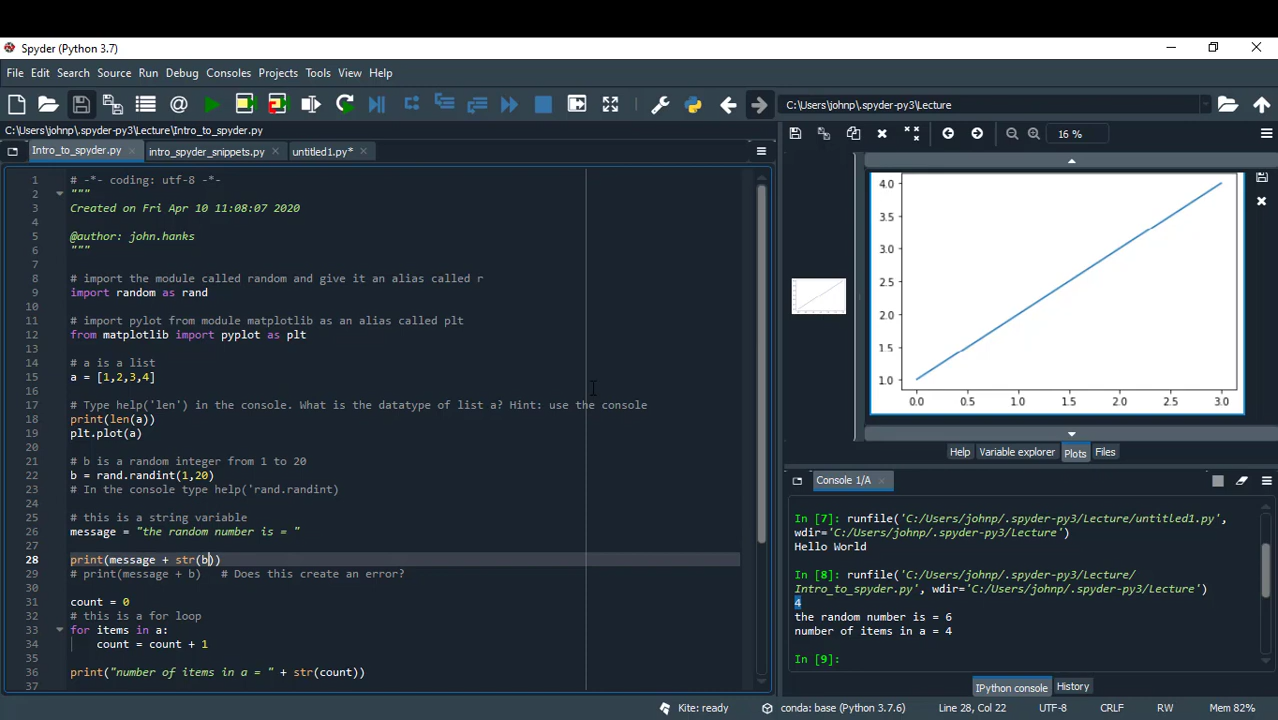 Spyder (Python 3.7)
File Edit Search Source Run Debug Consoles Projects Tools View Help
C:\Users\johnp\.spyder-py3\Lecture
C:\Users\johnp\.spyder-py3\Lecture\Intro_to_spyder.py
Intro_to_spyder.py intro_spyder_snippets.py untitled1.py*
1 # -*- coding: utf-8 -*-
2 """
3 Created on Fri Apr 10 11:08:07 2020
4
5 @author: john.hanks
6 """
7
8 # import the module called random and give it an alias called r
9 import random as rand
10
11 # import pylot from module matplotlib as an alias called plt
12 from matplotlib import pyplot as plt
13
14 # a is a list
15 a = [1,2,3,4]
16
17 # Type help('len') in the console. What is the datatype of list a? Hint: use the console
18 print(len(a))
19 plt.plot(a)
20
21 # b is a random integer from 1 to 20
22 b = rand.randint(1,20)
23 # In the console type help('rand.randint)
24
25 # this is a string variable
26 message = "the random number is = "
27
28 print(message + str(b))
29 # print(message + b)   # Does this create an error?
30
31 count = 0
32 # this is a for loop
33 for items in a:
34     count = count + 1
35
36 print("number of items in a = " + str(count))
37
16 %
4.0
3.5
3.0
2.5
2.0
1.5
1.0
0.0 0.5 1.0 1.5 2.0 2.5 3.0
Help Variable explorer Plots Files
Console 1/A
In [7]: runfile('C:/Users/johnp/.spyder-py3/Lecture/untitled1.py',
wdir='C:/Users/johnp/.spyder-py3/Lecture')
Hello World
In [8]: runfile('C:/Users/johnp/.spyder-py3/Lecture/
Intro_to_spyder.py', wdir='C:/Users/johnp/.spyder-py3/Lecture')
4
the random number is = 6
number of items in a = 4
In [9]:
IPython console History
Kite: ready conda: base (Python 3.7.6) Line 28, Col 22 UTF-8 CRLF RW Mem 82%